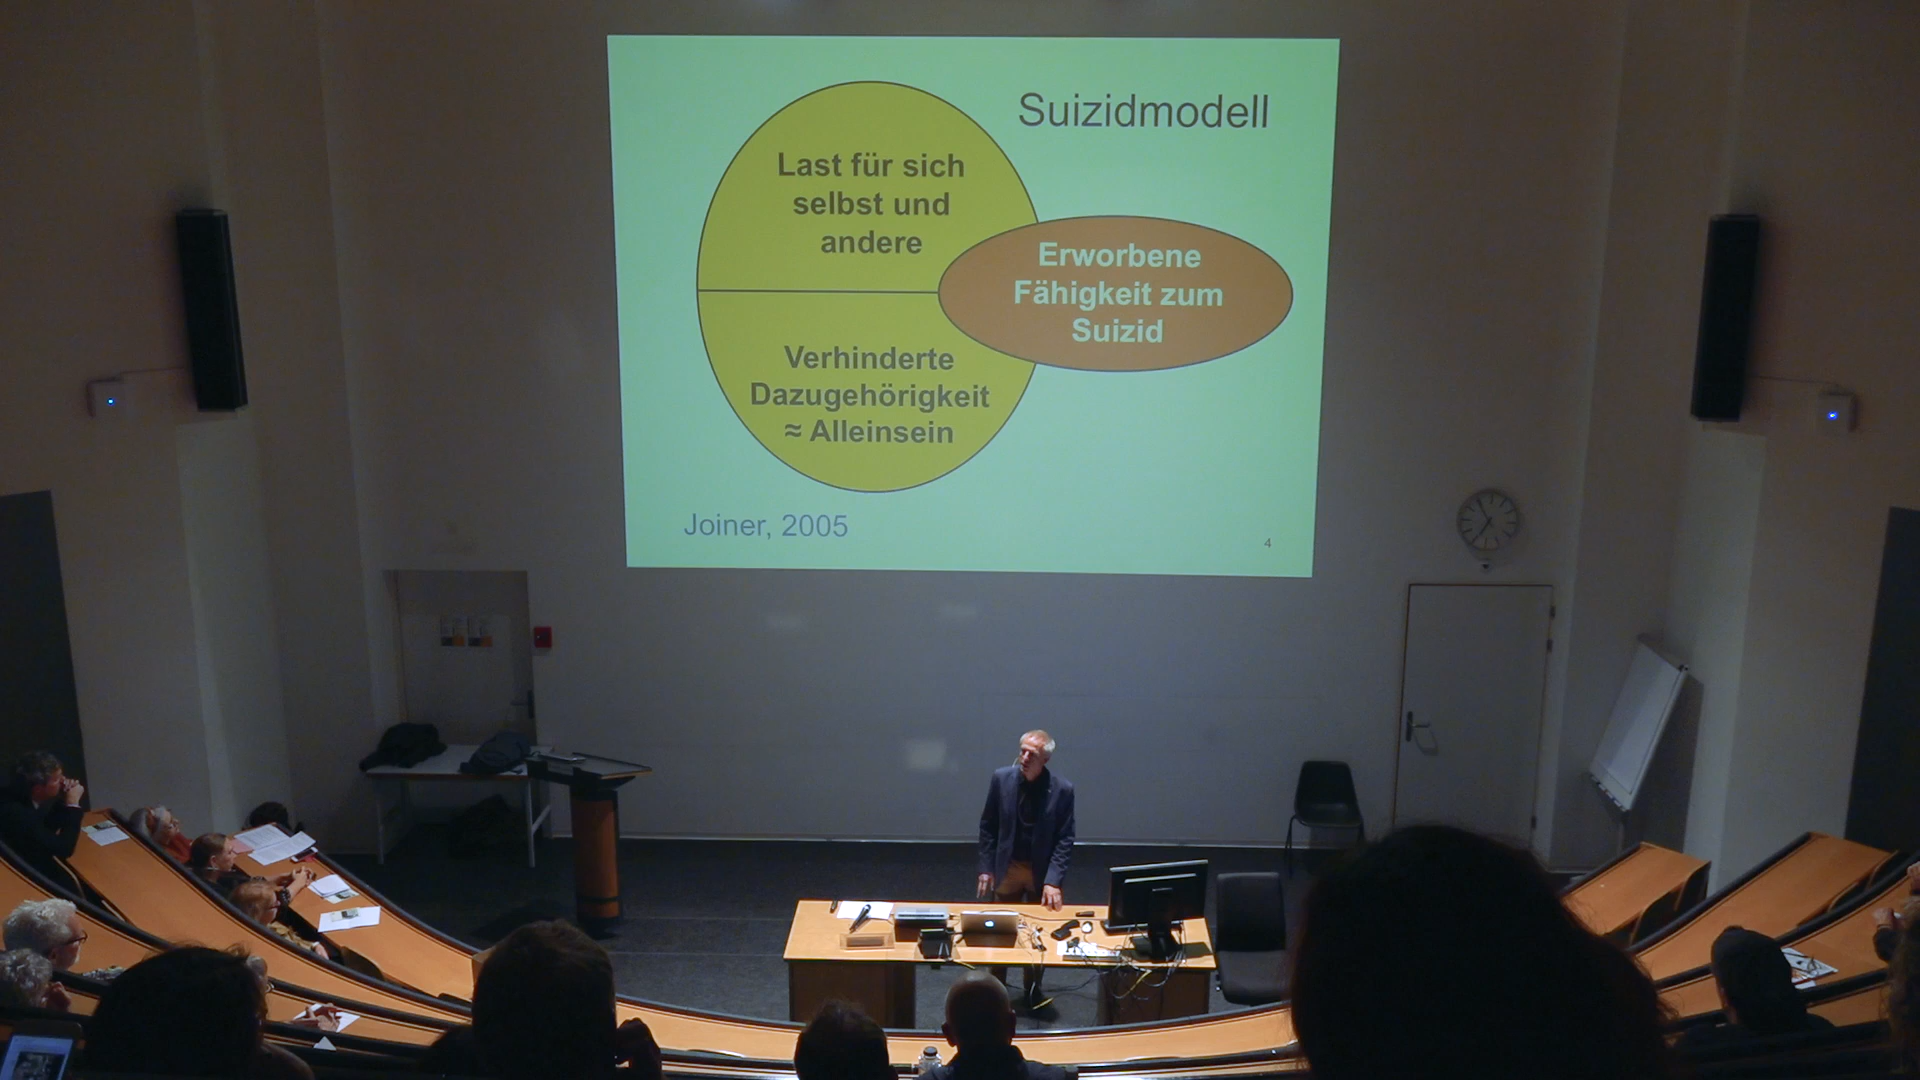 Suizidmodell
Last für sich
selbst und
andere
Erworbene
Fähigkeit zum
Suizid
Verhinderte
Dazugehörigkeit
≈ Alleinsein
Joiner, 2005
4